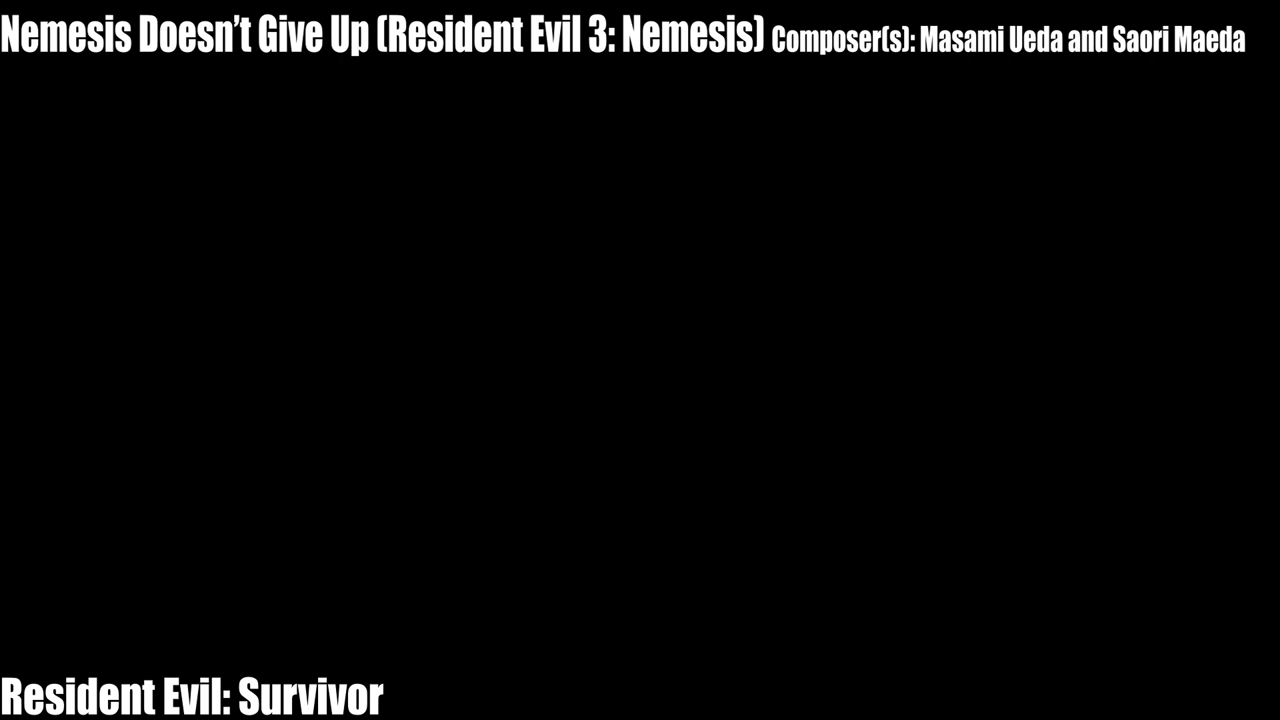 Nemesis Doesn’t Give Up (Resident Evil 3: Nemesis) Composer(s): Masami Ueda and Saori Maeda
Resident Evil: Survivor